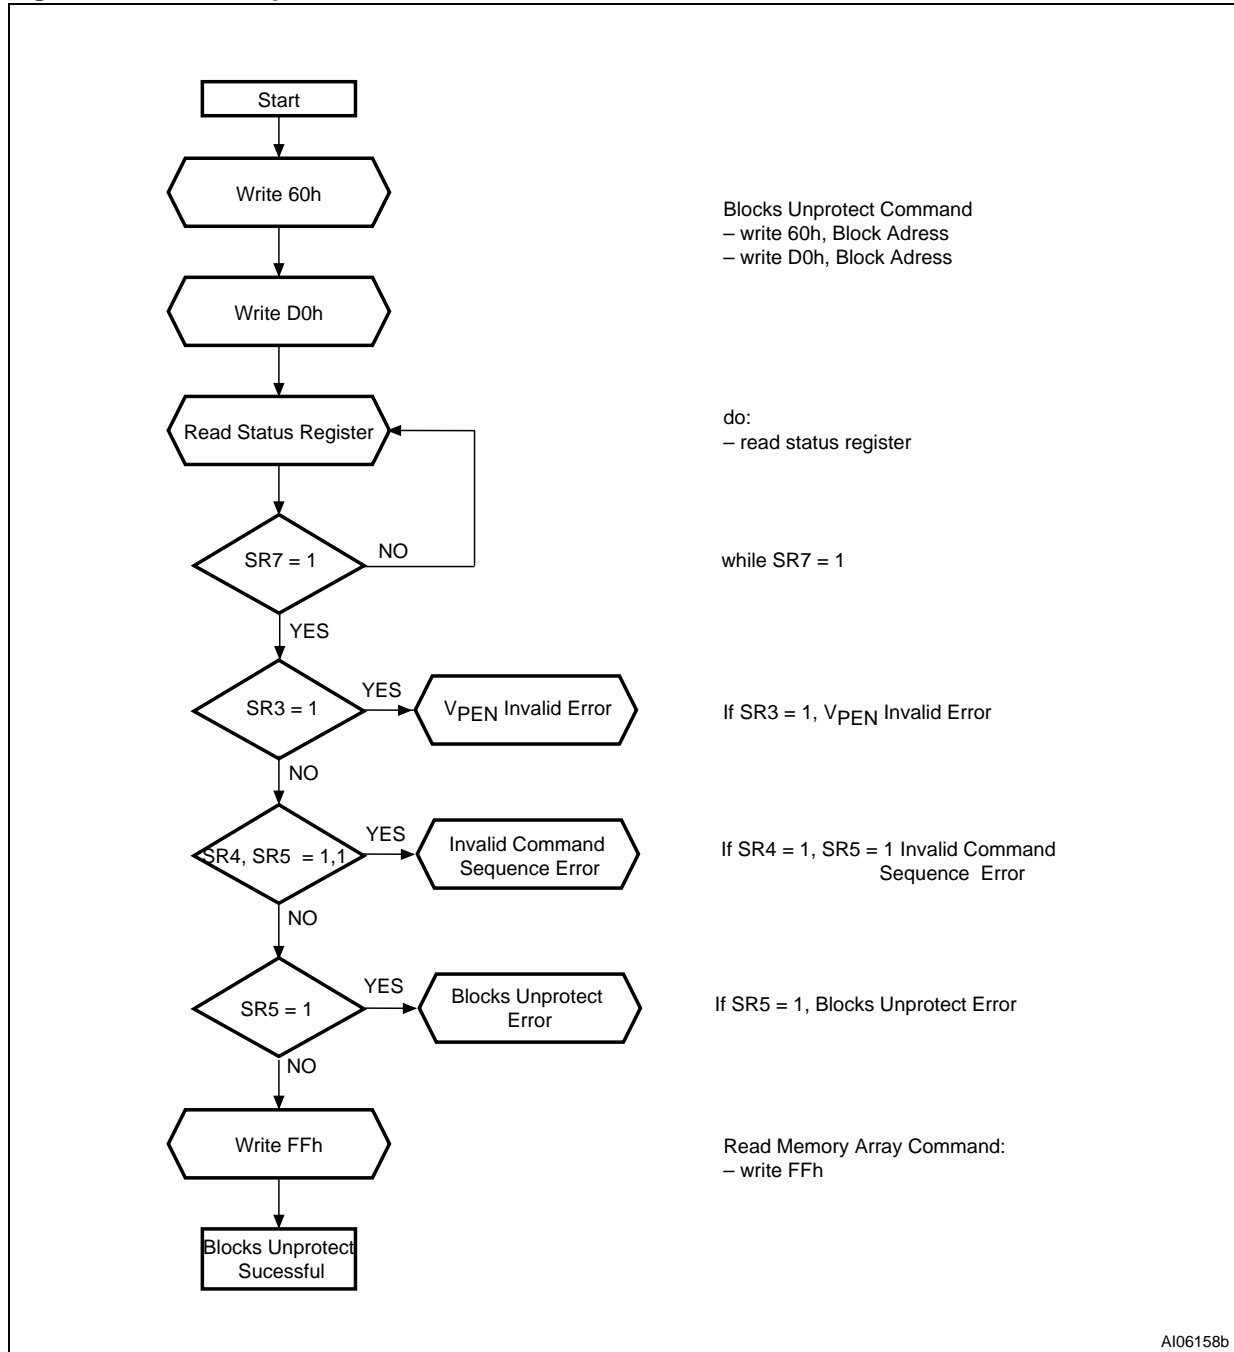 Start
Write 60h
Blocks Unprotect Command
– write 60h, Block Adress
– write D0h, Block Adress
Write D0h
Read Status Register
do:
– read status register
SR7 = 1
NO
while SR7 = 1
YES
SR3 = 1
YES
VPEN Invalid Error
If SR3 = 1, VPEN Invalid Error
NO
SR4, SR5 = 1,1
YES
Invalid Command
Sequence Error
If SR4 = 1, SR5 = 1 Invalid Command
Sequence Error
NO
SR5 = 1
YES
Blocks Unprotect
Error
If SR5 = 1, Blocks Unprotect Error
NO
Write FFh
Read Memory Array Command:
– write FFh
Blocks Unprotect
Sucessful
AI06158b